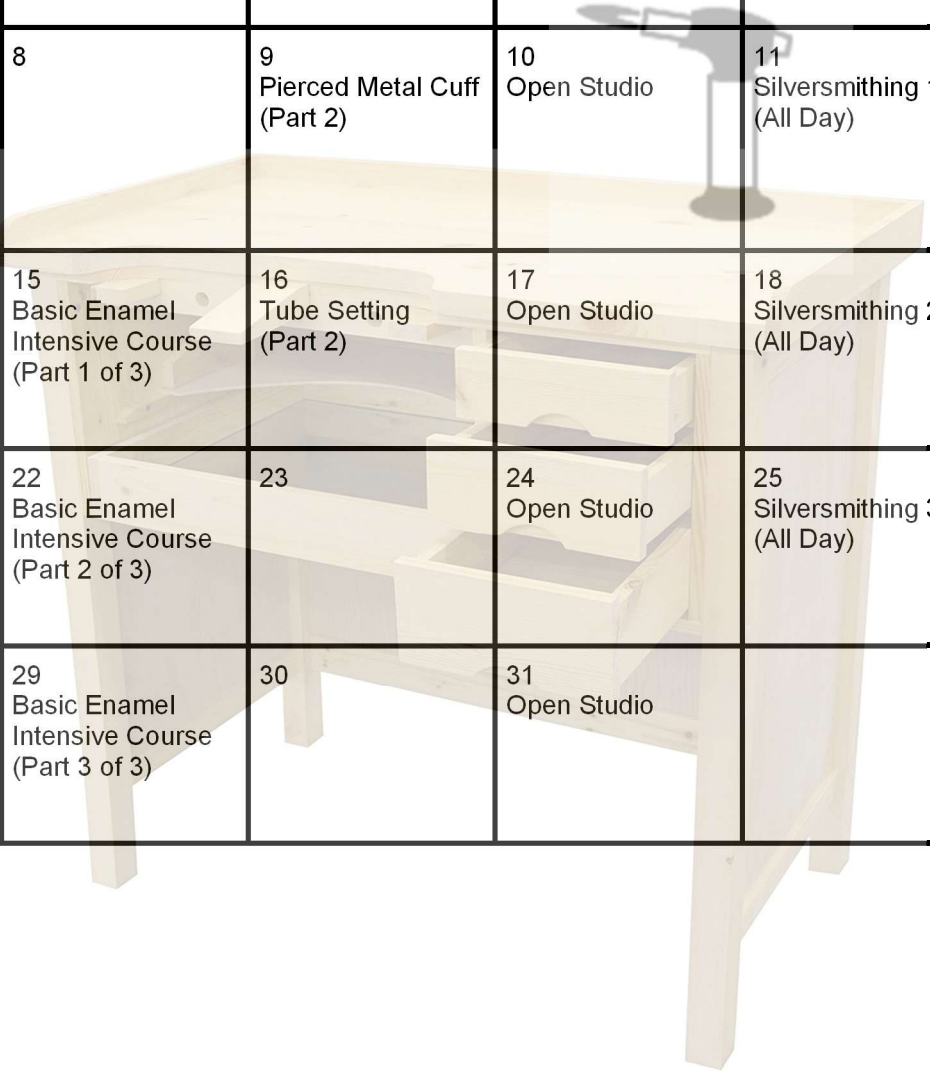 8
9
Pierced Metal Cuff
(Part 2)
10
Open Studio
11
Silversmithing 1
(All Day)
15
Basic Enamel
Intensive Course
(Part 1 of 3)
16
Tube Setting
(Part 2)
17
Open Studio
18
Silversmithing 2
(All Day)
22
Basic Enamel
Intensive Course
(Part 2 of 3)
23
24
Open Studio
25
Silversmithing 3
(All Day)
29
Basic Enamel
Intensive Course
(Part 3 of 3)
30
31
Open Studio